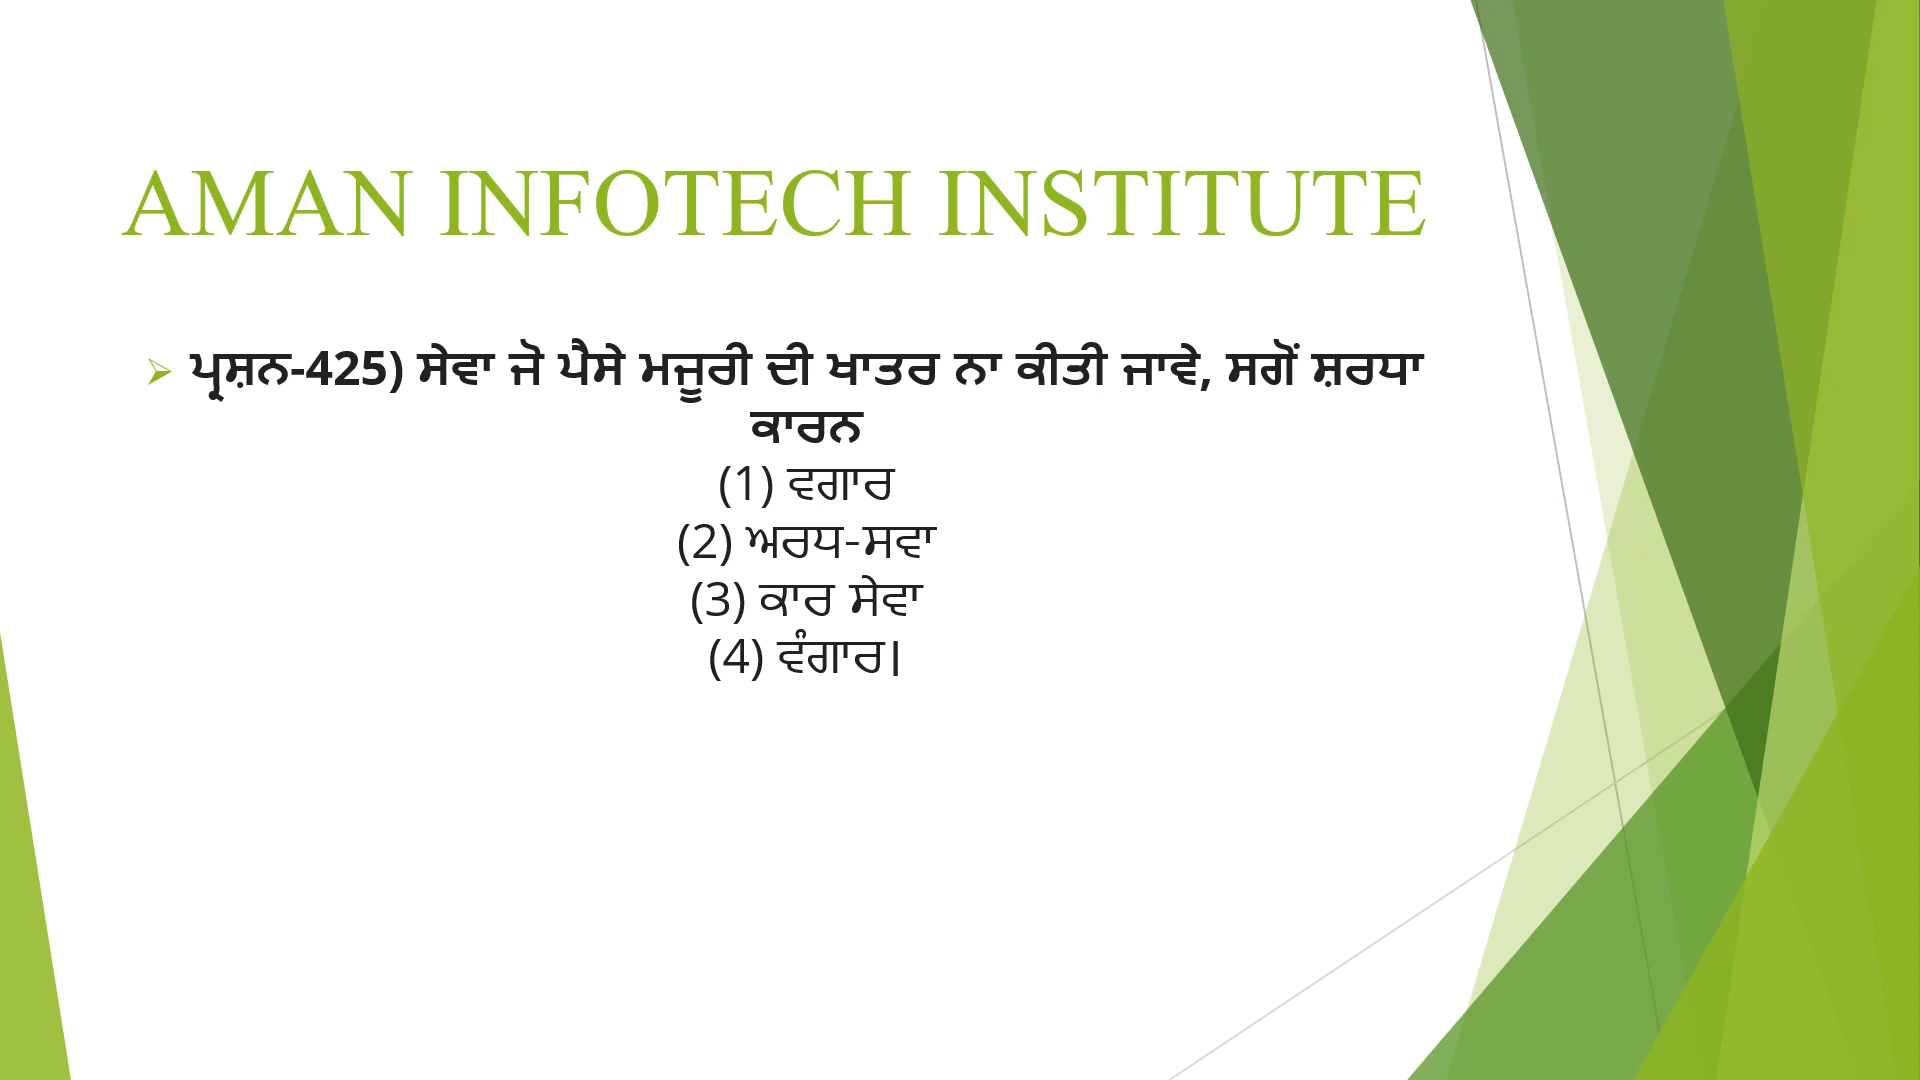 AMAN INFOTECH INSTITUTE
ਪ੍ਰਸ਼ਨ-425) ਸੇਵਾ ਜੋ ਪੈਸੇ ਮਜੂਰੀ ਦੀ ਖਾਤਰ ਨਾ ਕੀਤੀ ਜਾਵੇ, ਸਗੋਂ ਸ਼ਰਧਾ
ਕਾਰਨ
(1) ਵਗਾਰ
(2) ਅਰਧ-ਸਵਾ
(3) ਕਾਰ ਸੇਵਾ
(4) ਵੰਗਾਰ।